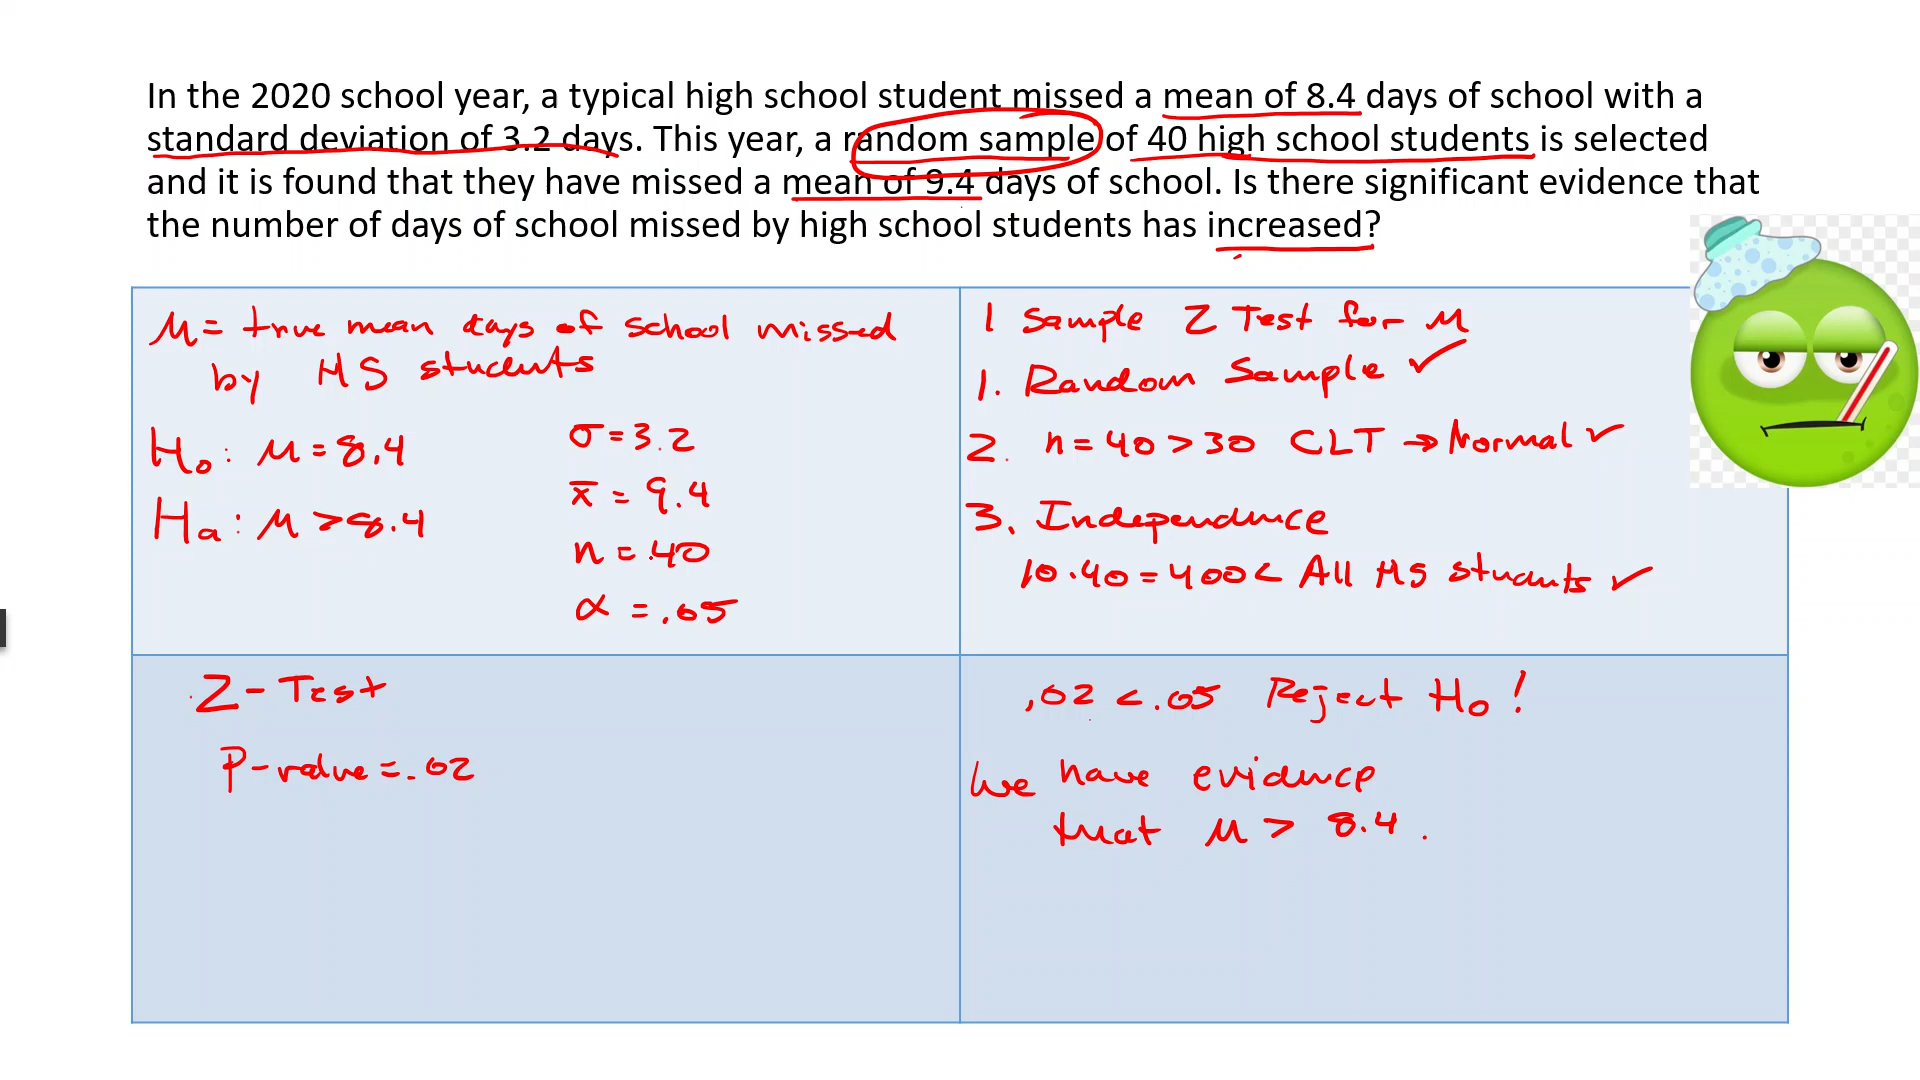 In the 2020 school year, a typical high school student missed a mean of 8.4 days of school with a
standard deviation of 3.2 days. This year, a random sample of 40 high school students is selected
and it is found that they have missed a mean of 9.4 days of school. Is there significant evidence that
the number of days of school missed by high school students has increased?
μ = true mean days of school missed
by HS students
H₀: μ = 8.4
Hₐ: μ > 8.4
σ = 3.2
x̄ = 9.4
n = 40
α = .05
1 Sample Z Test for μ
1. Random Sample ✓
2. n = 40 > 30 CLT → Normal ✓
3. Independence
10·40 = 400 < All HS students ✓
Z-Test
P-value = .02
.02 < .05 Reject H₀!
We have evidence
that μ > 8.4.